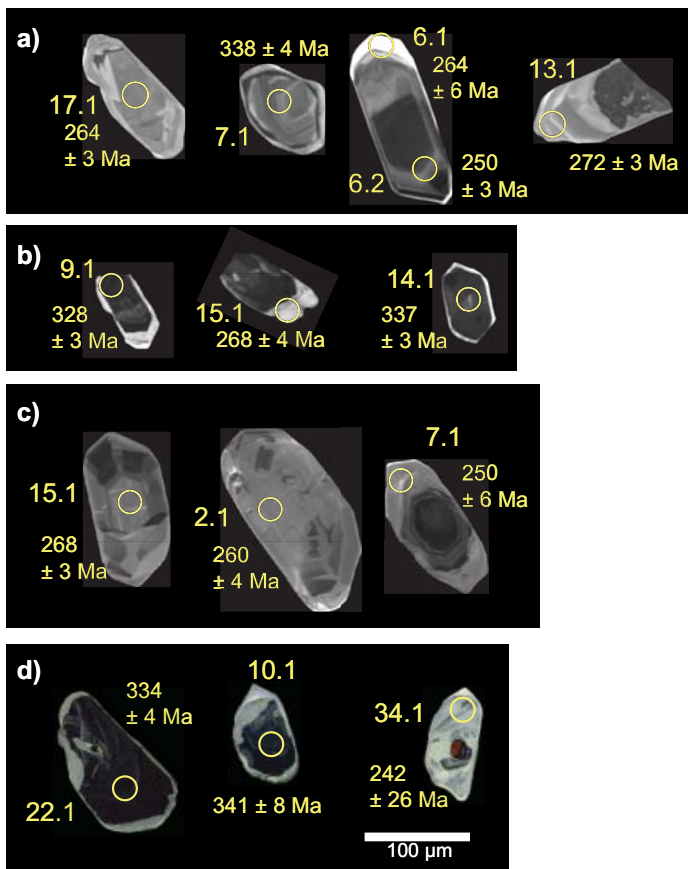 a)
17.1
264
± 3 Ma
338 ± 4 Ma
7.1
6.1
264
± 6 Ma
6.2
250
± 3 Ma
13.1
272 ± 3 Ma
b)
9.1
328
± 3 Ma
15.1
268 ± 4 Ma
14.1
337
± 3 Ma
c)
15.1
268
± 3 Ma
2.1
260
± 4 Ma
7.1
250
± 6 Ma
d)
334
± 4 Ma
22.1
10.1
341 ± 8 Ma
34.1
242
± 26 Ma
100 µm